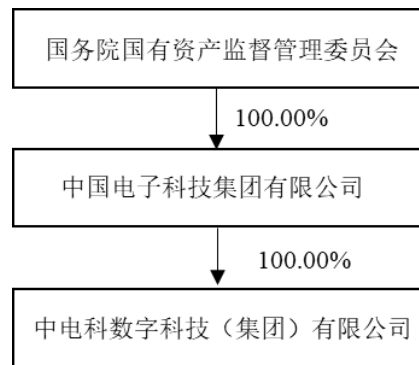 国务院国有资产监督管理委员会
100.00%
中国电子科技集团有限公司
100.00%
中电科数字科技（集团）有限公司